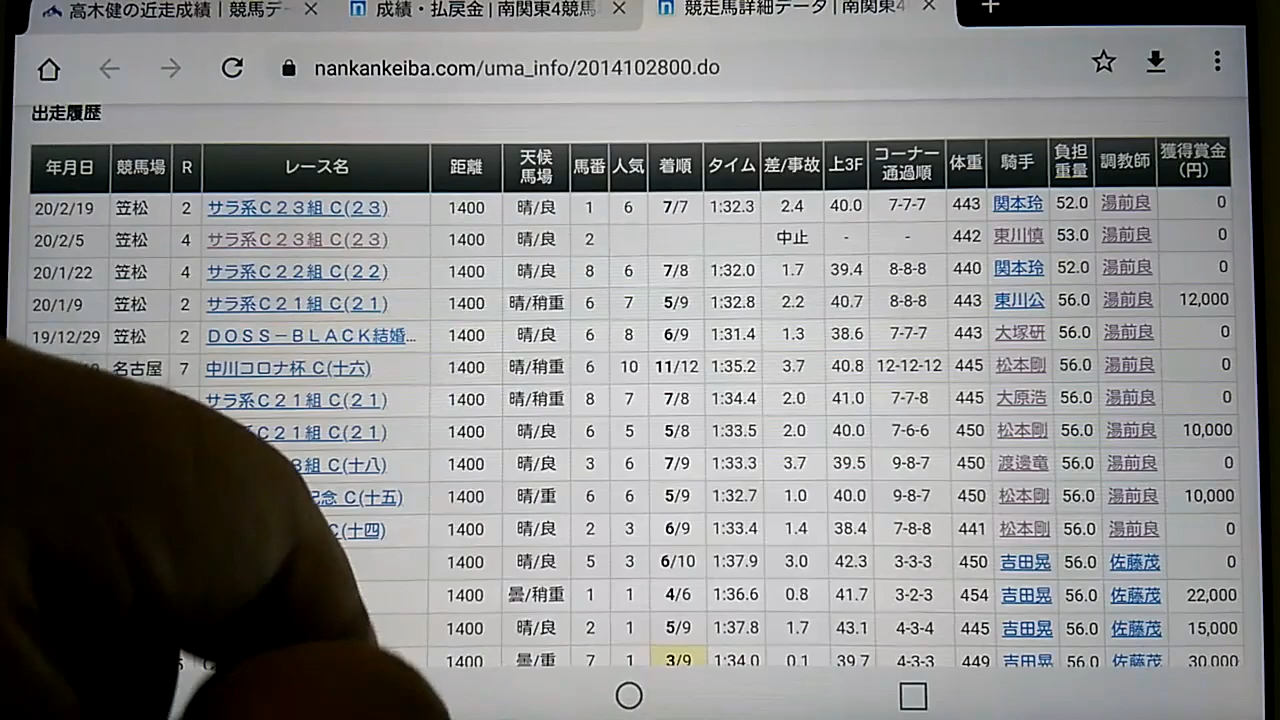 高木健の近走成績 | 競馬デー
成績・払戻金 | 南関東4競馬
競走馬詳細データ | 南関東4
nankankeiba.com/uma_info/2014102800.do
出走履歴
年月日 競馬場 R レース名 距離 天候馬場 馬番 人気 着順 タイム 差/事故 上3F コーナー通過順 体重 騎手 負担重量 調教師 獲得賞金(円)
20/2/19 笠松 2 サラ系C23組 C(23) 1400 晴/良 1 6 7/7 1:32.3 2.4 40.0 7-7-7 443 関本玲 52.0 湯前良 0
20/2/5 笠松 4 サラ系C23組 C(23) 1400 晴/良 2 中止 - - 442 東川慎 53.0 湯前良
20/1/22 笠松 4 サラ系C22組 C(22) 1400 晴/良 8 6 7/8 1:32.0 1.7 39.4 8-8-8 440 関本玲 52.0 湯前良 0
20/1/9 笠松 2 サラ系C21組 C(21) 1400 晴/稍重 6 7 5/9 1:32.8 2.2 40.7 8-8-8 443 東川公 56.0 湯前良 12,000
19/12/29 笠松 2 DOSS−BLACK結婚... 1400 晴/良 6 8 6/9 1:31.4 1.3 38.6 7-7-7 443 大塚研 56.0 湯前良 0
名古屋 7 中川コロナ杯 C(十六) 1400 晴/稍重 6 10 11/12 1:35.2 3.7 40.8 12-12-12 445 松本剛 56.0 湯前良 0
サラ系C21組 C(21) 1400 晴/稍重 8 7 7/8 1:34.4 2.0 41.0 7-7-8 445 大原浩 56.0 湯前良 0
C21組 C(21) 1400 晴/良 6 5 5/8 1:33.5 2.0 40.0 7-6-6 450 松本剛 56.0 湯前良 10,000
組 C(十八) 1400 晴/良 3 6 7/9 1:33.3 3.7 39.5 9-8-7 450 渡邊竜 56.0 湯前良 0
記念 C(十五) 1400 晴/重 6 6 5/9 1:32.7 1.0 40.0 9-8-7 450 松本剛 56.0 湯前良 10,000
C(十四) 1400 晴/良 2 3 6/9 1:33.4 1.4 38.4 7-8-8 441 松本剛 56.0 湯前良 0
1400 晴/良 5 3 6/10 1:37.9 3.0 42.3 3-3-3 450 吉田晃 56.0 佐藤茂 0
1400 曇/稍重 1 1 4/6 1:36.6 0.8 41.7 3-2-3 454 吉田晃 56.0 佐藤茂 22,000
1400 晴/良 2 1 5/9 1:37.8 1.7 43.1 4-3-4 445 吉田晃 56.0 佐藤茂 15,000
1400 曇/重 7 1 3/9 1:34.0 0.1 39.7 4-3-3 449 吉田晃 56.0 佐藤茂 30,000